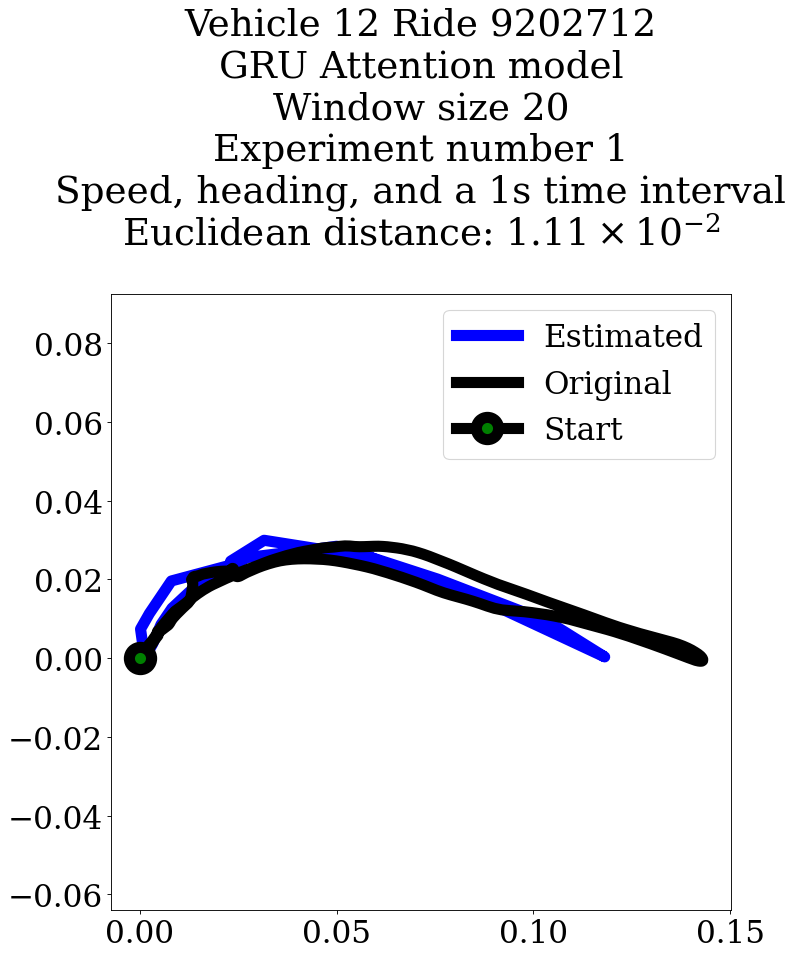 Vehicle 12 Ride 9202712
GRU Attention model
Window size 20
Experiment number 1
Speed, heading, and a 1s time interval
Euclidean distance: 1.11 × 10⁻²
Estimated
Original
Start
0.08
0.06
0.04
0.02
0.00
−0.02
−0.04
−0.06
0.00 0.05 0.10 0.15